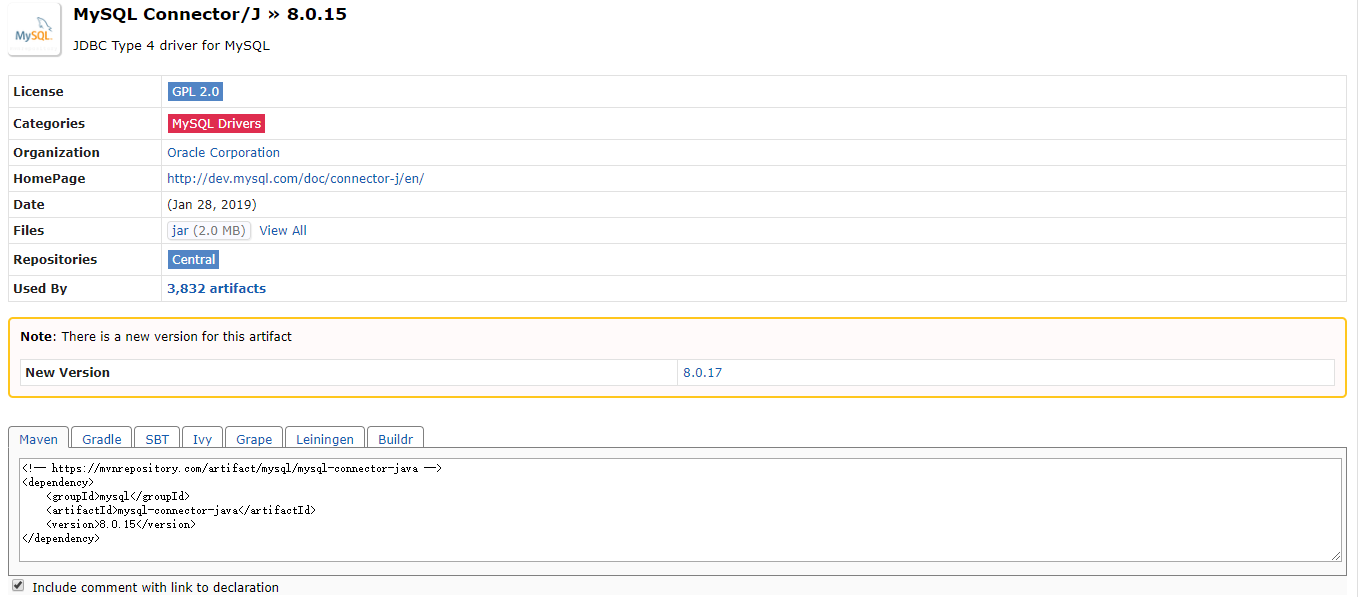 MySQL
MySQL Connector/J » 8.0.15
JDBC Type 4 driver for MySQL
License GPL 2.0
Categories MySQL Drivers
Organization Oracle Corporation
HomePage http://dev.mysql.com/doc/connector-j/en/
Date (Jan 28, 2019)
Files jar (2.0 MB) View All
Repositories Central
Used By 3,832 artifacts
Note: There is a new version for this artifact
New Version 8.0.17
Maven Gradle SBT Ivy Grape Leiningen Buildr
<!-- https://mvnrepository.com/artifact/mysql/mysql-connector-java -->
<dependency>
    <groupId>mysql</groupId>
    <artifactId>mysql-connector-java</artifactId>
    <version>8.0.15</version>
</dependency>
Include comment with link to declaration